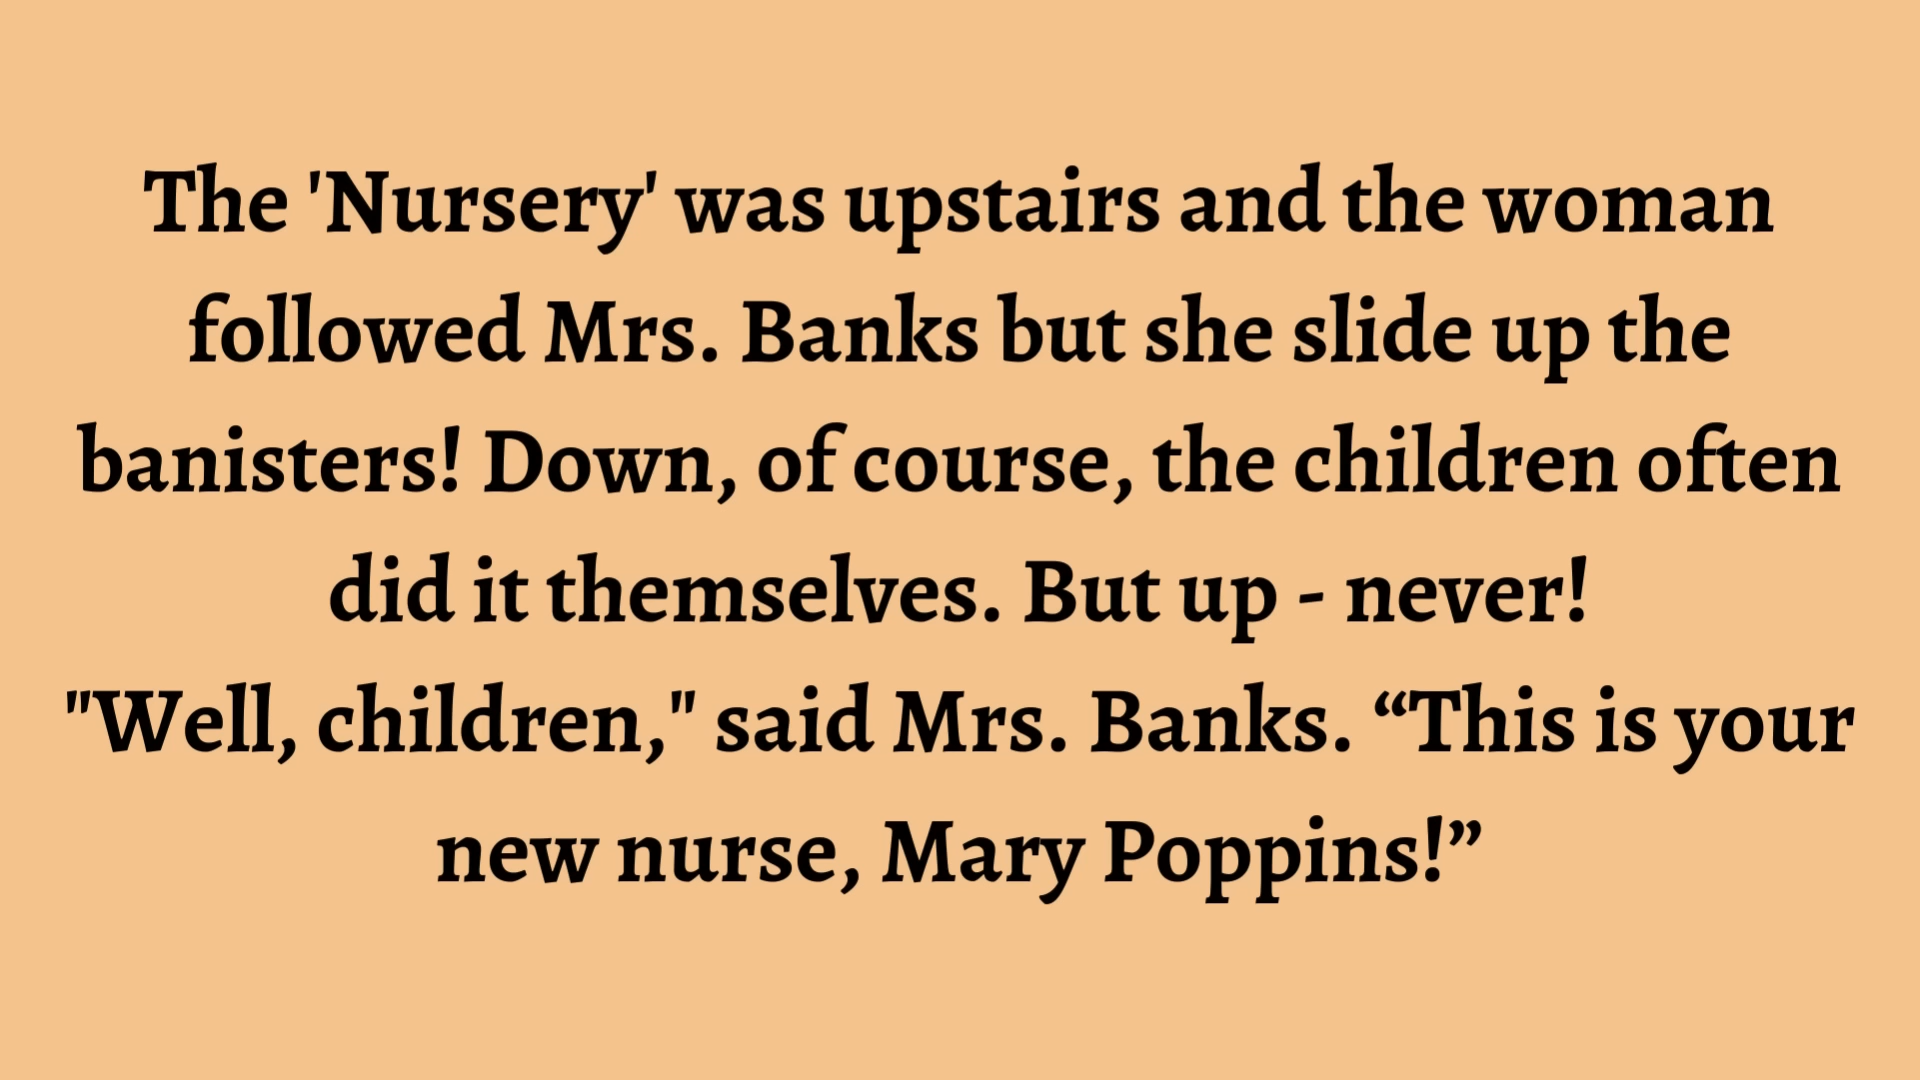 The 'Nursery' was upstairs and the woman
followed Mrs. Banks but she slide up the
banisters! Down, of course, the children often
did it themselves. But up - never!
"Well, children," said Mrs. Banks. “This is your
new nurse, Mary Poppins!”